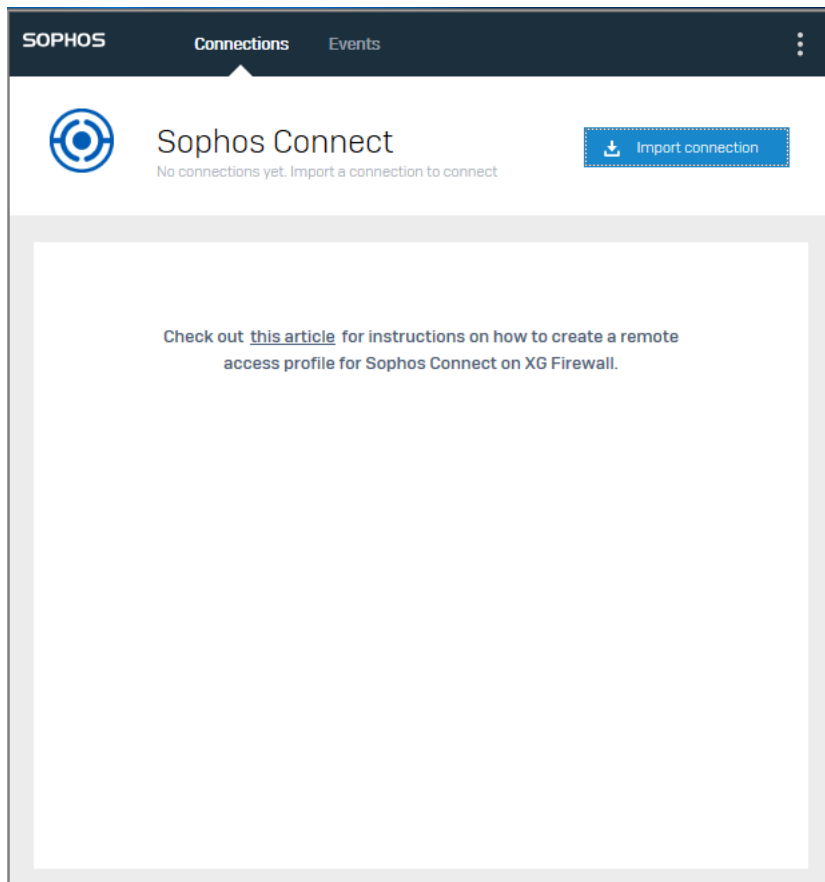 SOPHOS Connections Events
Sophos Connect
No connections yet. Import a connection to connect
Import connection
Check out this article for instructions on how to create a remote
access profile for Sophos Connect on XG Firewall.